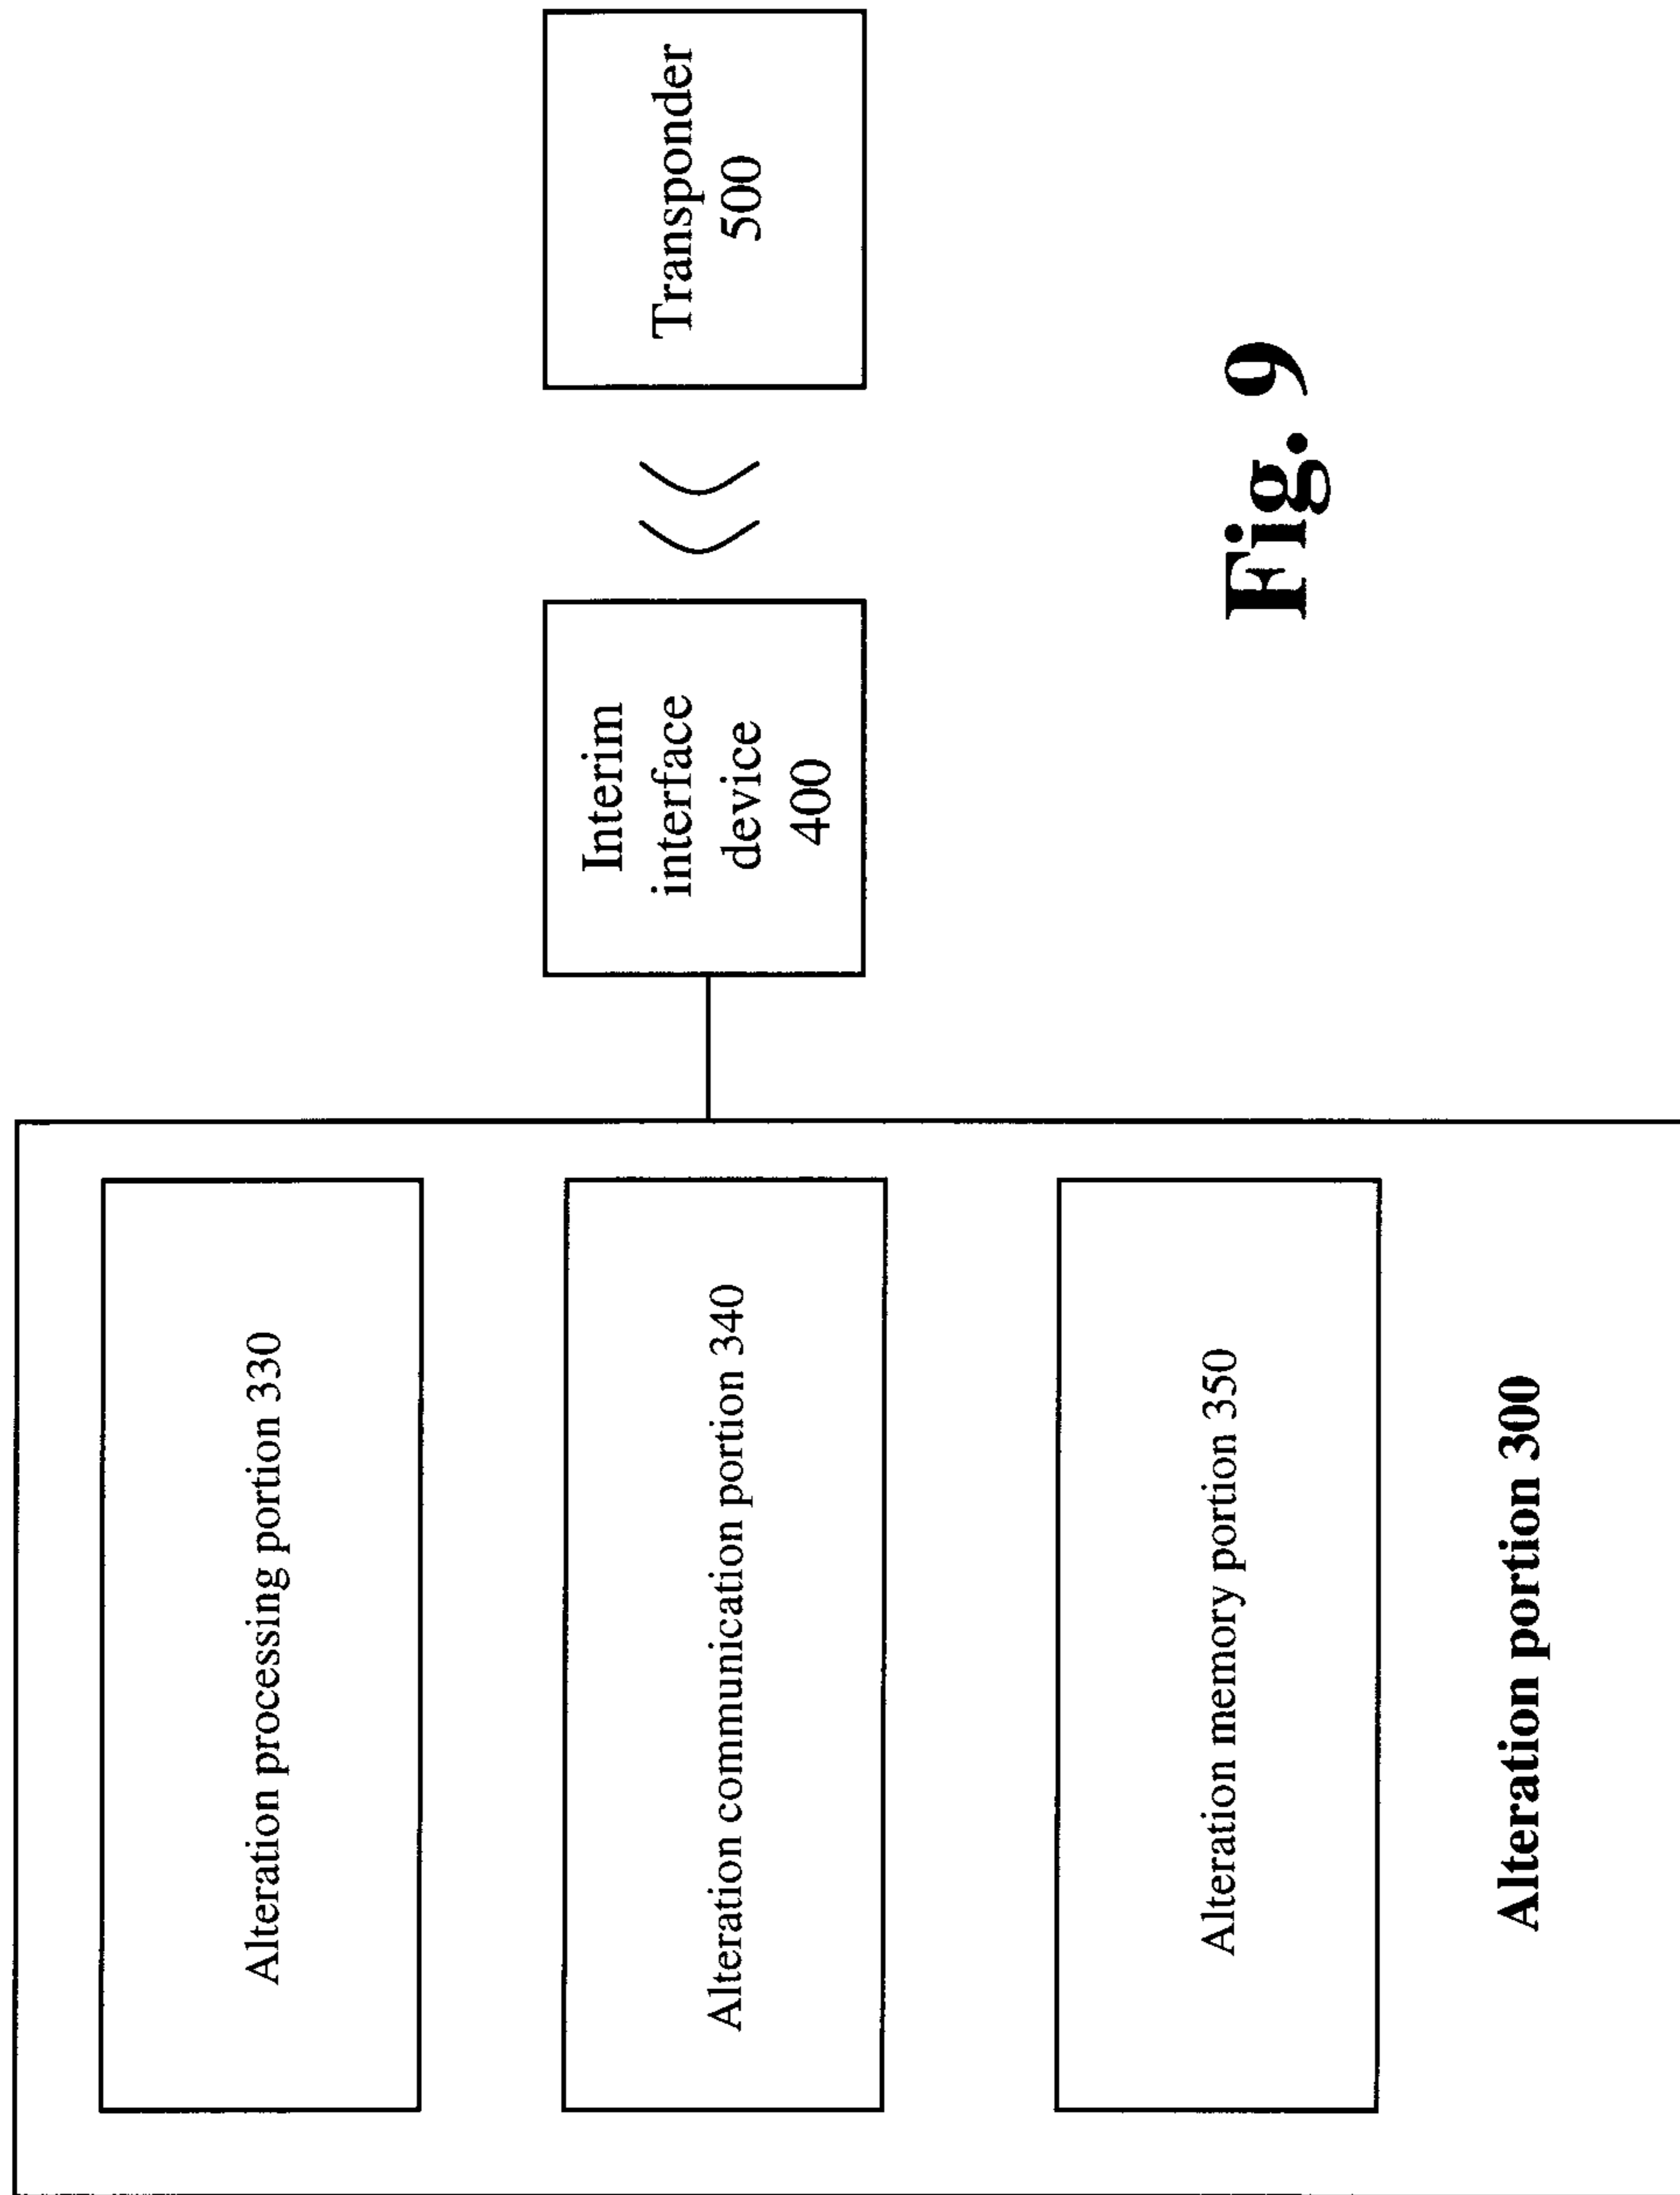 Alteration processing portion 330
Alteration communication portion 340
Alteration memory portion 350
Alteration portion 300
Interim
interface
device
400
Transponder
500
Fig. 9